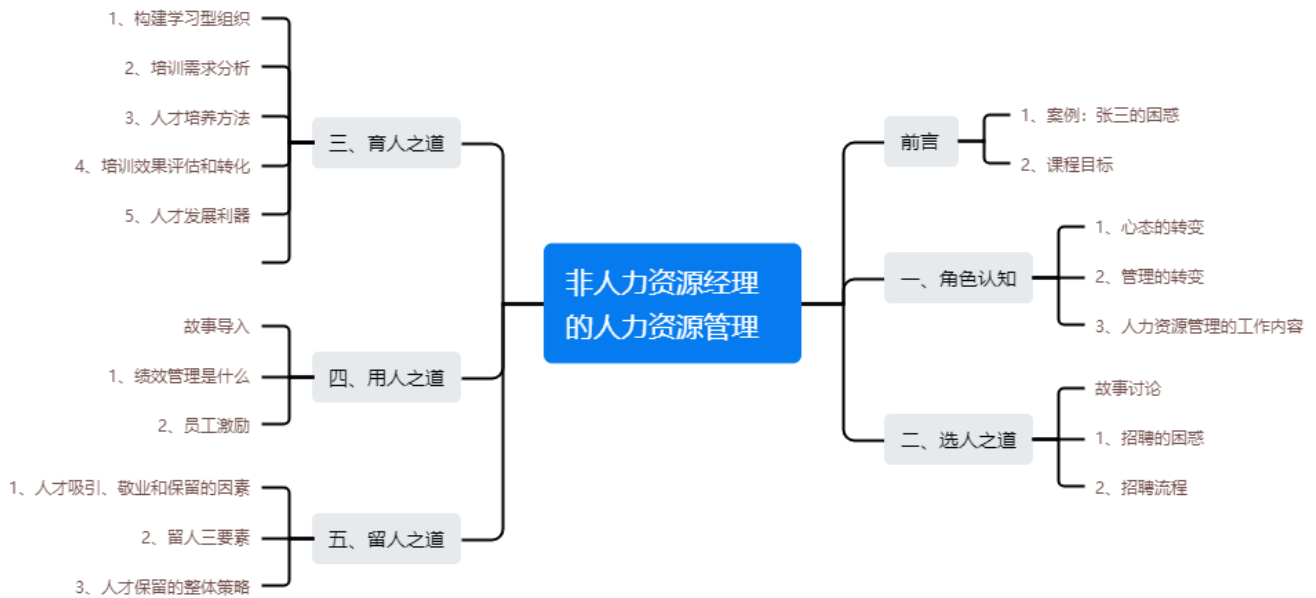 非人力资源经理
的人力资源管理
前言
1、案例：张三的困惑
2、课程目标
一、角色认知
1、心态的转变
2、管理的转变
3、人力资源管理的工作内容
二、选人之道
故事讨论
1、招聘的困惑
2、招聘流程
三、育人之道
1、构建学习型组织
2、培训需求分析
3、人才培养方法
4、培训效果评估和转化
5、人才发展利器
四、用人之道
故事导入
1、绩效管理是什么
2、员工激励
五、留人之道
1、人才吸引、敬业和保留的因素
2、留人三要素
3、人才保留的整体策略